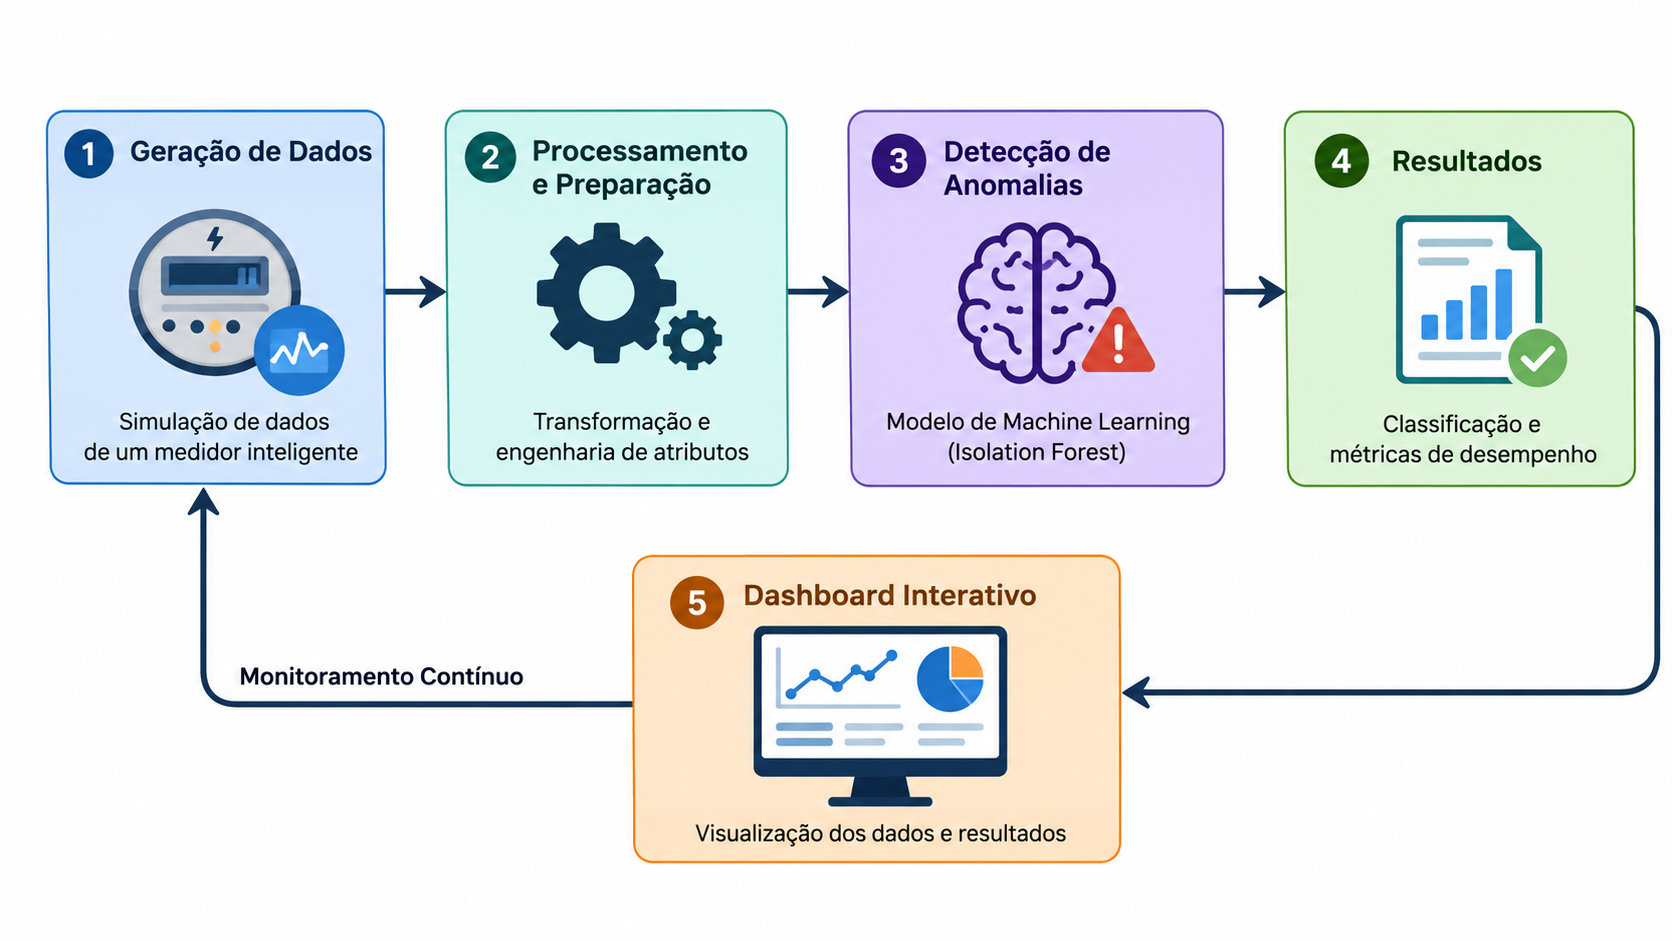 1
Geração de Dados
Simulação de dados
de um medidor inteligente
2
Processamento
e Preparação
Transformação e
engenharia de atributos
3
Detecção de
Anomalias
Modelo de Machine Learning
(Isolation Forest)
4
Resultados
Classificação e
métricas de desempenho
5
Dashboard Interativo
Visualização dos dados e resultados
Monitoramento Contínuo